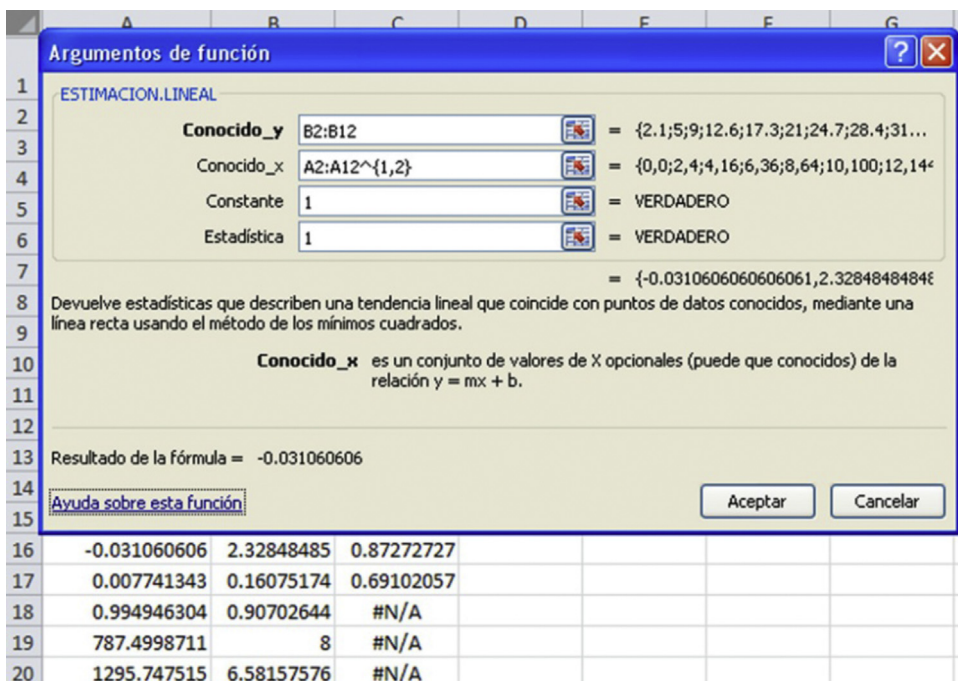 A B C D E F G
Argumentos de función
ESTIMACION.LINEAL
Conocido_y B2:B12 = {2.1;5;9;12.6;17.3;21;24.7;28.4;31...
Conocido_x A2:A12^{1,2} = {0,0;2,4;4,16;6,36;8,64;10,100;12,144
Constante 1 = VERDADERO
Estadística 1 = VERDADERO
= {-0.0310606060606061,2.32848484848
Devuelve estadísticas que describen una tendencia lineal que coincide con puntos de datos conocidos, mediante una
línea recta usando el método de los mínimos cuadrados.
Conocido_x es un conjunto de valores de X opcionales (puede que conocidos) de la
relación y = mx + b.
Resultado de la fórmula = -0.031060606
Ayuda sobre esta función Aceptar Cancelar
1
2
3
4
5
6
7
8
9
10
11
12
13
14
15
16 -0.031060606 2.32848485 0.87272727
17 0.007741343 0.16075174 0.69102057
18 0.994946304 0.90702644 #N/A
19 787.4998711 8 #N/A
20 1295.747515 6.58157576 #N/A